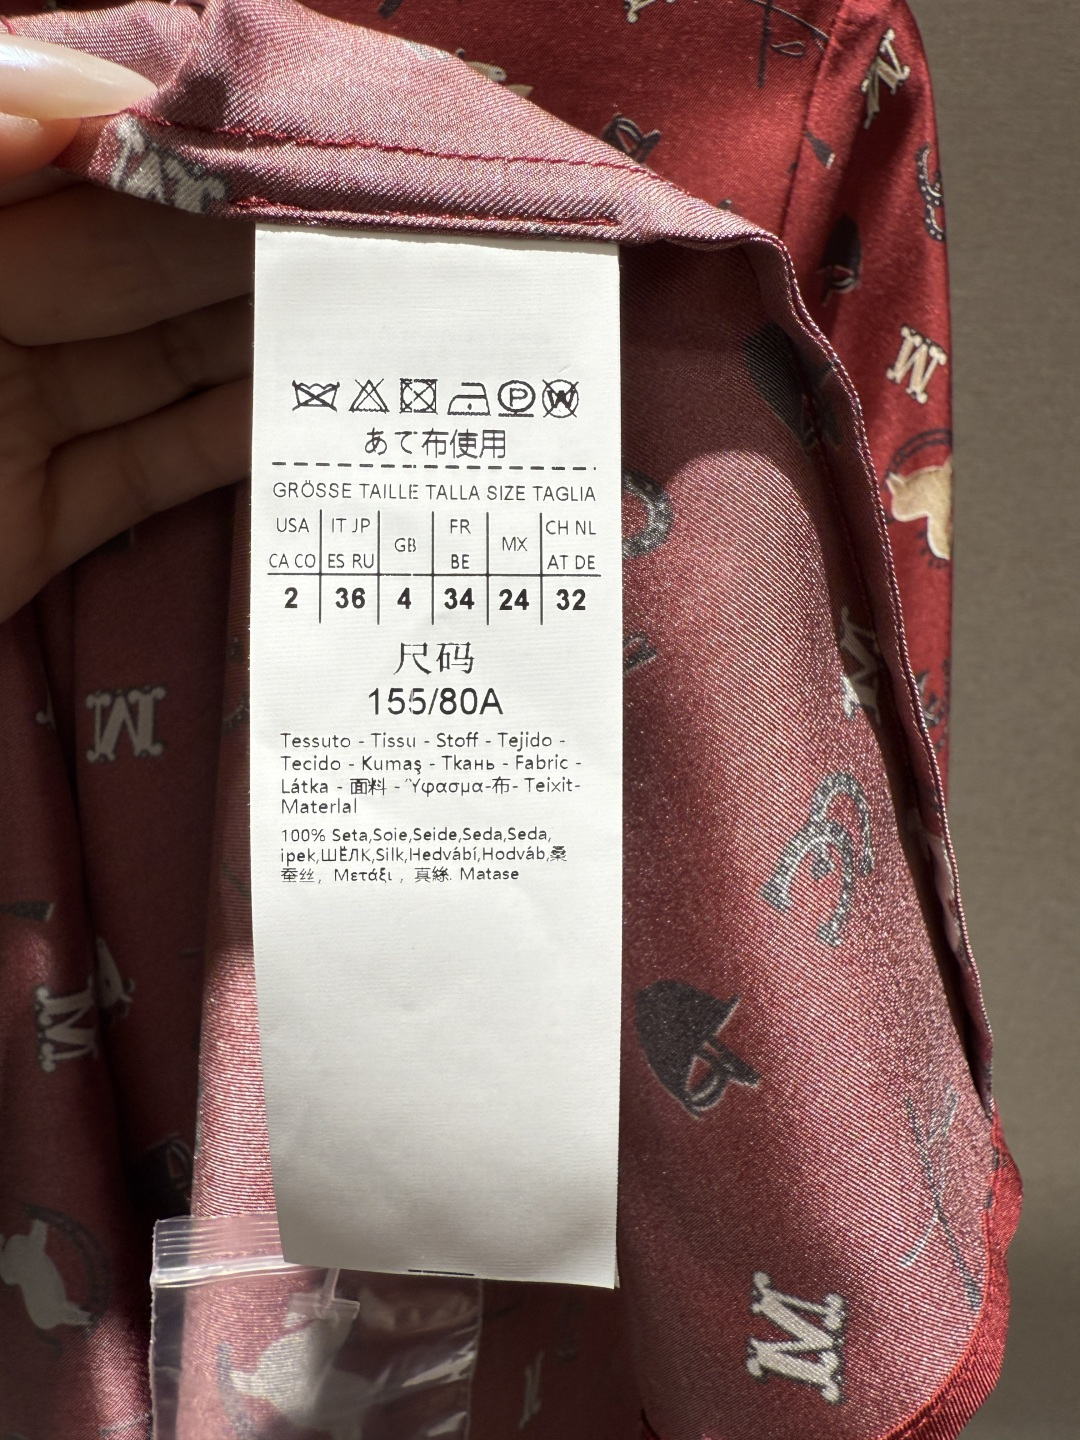 P W
あて布使用
GRÖSSE TAILLE TALLA SIZE TAGLIA
USA IT JP GB FR MX CH NL
CA CO ES RU BE AT DE
2 36 4 34 24 32
尺码
155/80A
Tessuto - Tissu - Stoff - Tejido -
Tecido - Kumaş - Ткань - Fabric -
Látka - 面料 - Ύφασμα-布- Teixit-
Materlal
100% Seta,Soie,Seide,Seda,Seda,
ipek,ШЁЛК,Silk,Hedvábí,Hodváb,桑
蚕丝, Μετάξι , 真絲. Matase
M
M
M
M
M
M
M